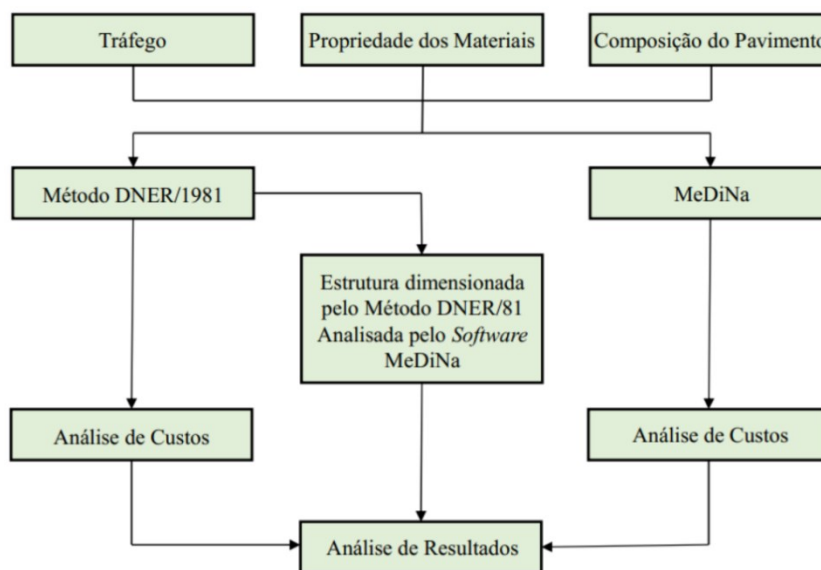 Tráfego
Propriedade dos Materiais
Composição do Pavimento
Método DNER/1981
MeDiNa
Estrutura dimensionada
pelo Método DNER/81
Analisada pelo Software
MeDiNa
Análise de Custos
Análise de Custos
Análise de Resultados